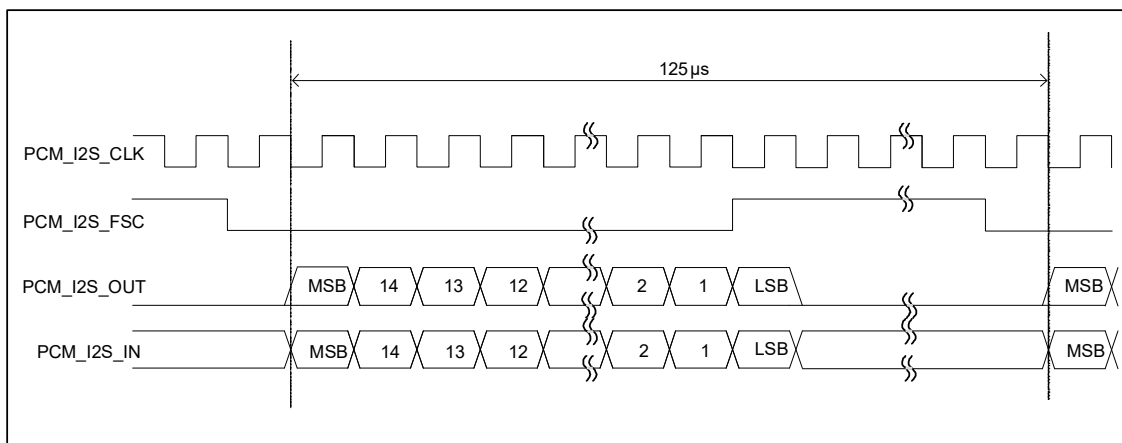 125µs
PCM_I2S_CLK
PCM_I2S_FSC
PCM_I2S_OUT MSB 14 13 12 2 1 LSB MSB
PCM_I2S_IN MSB 14 13 12 2 1 LSB MSB